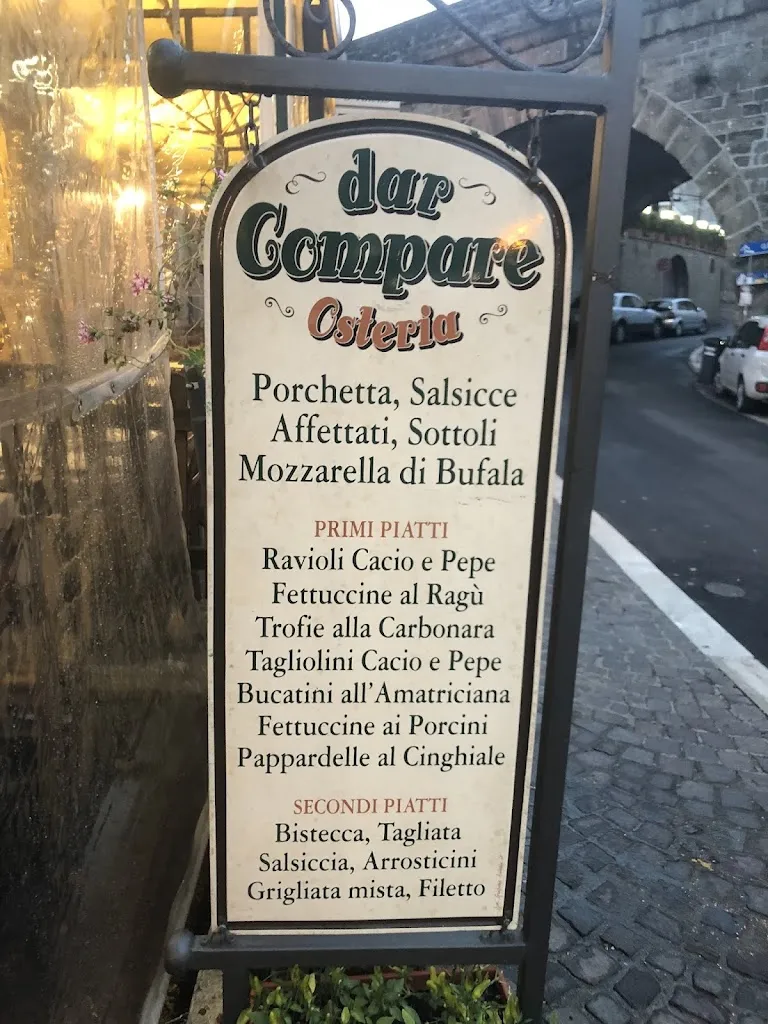 dar
Compare
Osteria
Porchetta, Salsicce
Affettati, Sottoli
Mozzarella di Bufala
PRIMI PIATTI
Ravioli Cacio e Pepe
Fettuccine al Ragù
Trofie alla Carbonara
Tagliolini Cacio e Pepe
Bucatini all'Amatriciana
Fettuccine ai Porcini
Pappardelle al Cinghiale
SECONDI PIATTI
Bistecca, Tagliata
Salsiccia, Arrosticini
Grigliata mista, Filetto